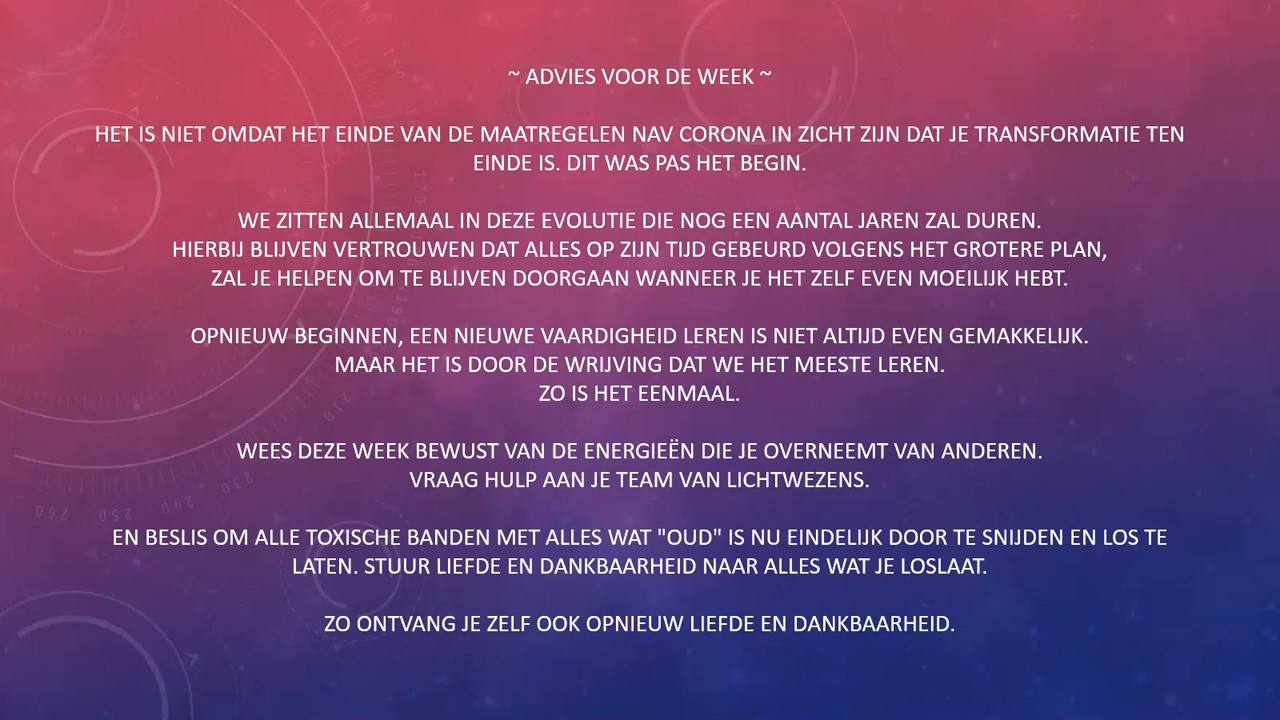 ~ ADVIES VOOR DE WEEK ~
HET IS NIET OMDAT HET EINDE VAN DE MAATREGELEN NAV CORONA IN ZICHT ZIJN DAT JE TRANSFORMATIE TEN
EINDE IS. DIT WAS PAS HET BEGIN.
WE ZITTEN ALLEMAAL IN DEZE EVOLUTIE DIE NOG EEN AANTAL JAREN ZAL DUREN.
HIERBIJ BLIJVEN VERTROUWEN DAT ALLES OP ZIJN TIJD GEBEURD VOLGENS HET GROTERE PLAN,
ZAL JE HELPEN OM TE BLIJVEN DOORGAAN WANNEER JE HET ZELF EVEN MOEILIJK HEBT.
OPNIEUW BEGINNEN, EEN NIEUWE VAARDIGHEID LEREN IS NIET ALTIJD EVEN GEMAKKELIJK.
MAAR HET IS DOOR DE WRIJVING DAT WE HET MEESTE LEREN.
ZO IS HET EENMAAL.
WEES DEZE WEEK BEWUST VAN DE ENERGIEËN DIE JE OVERNEEMT VAN ANDEREN.
VRAAG HULP AAN JE TEAM VAN LICHTWEZENS.
EN BESLIS OM ALLE TOXISCHE BANDEN MET ALLES WAT "OUD" IS NU EINDELIJK DOOR TE SNIJDEN EN LOS TE
LATEN. STUUR LIEFDE EN DANKBAARHEID NAAR ALLES WAT JE LOSLAAT.
ZO ONTVANG JE ZELF OOK OPNIEUW LIEFDE EN DANKBAARHEID.
150
170
190
210
230
240
250
260